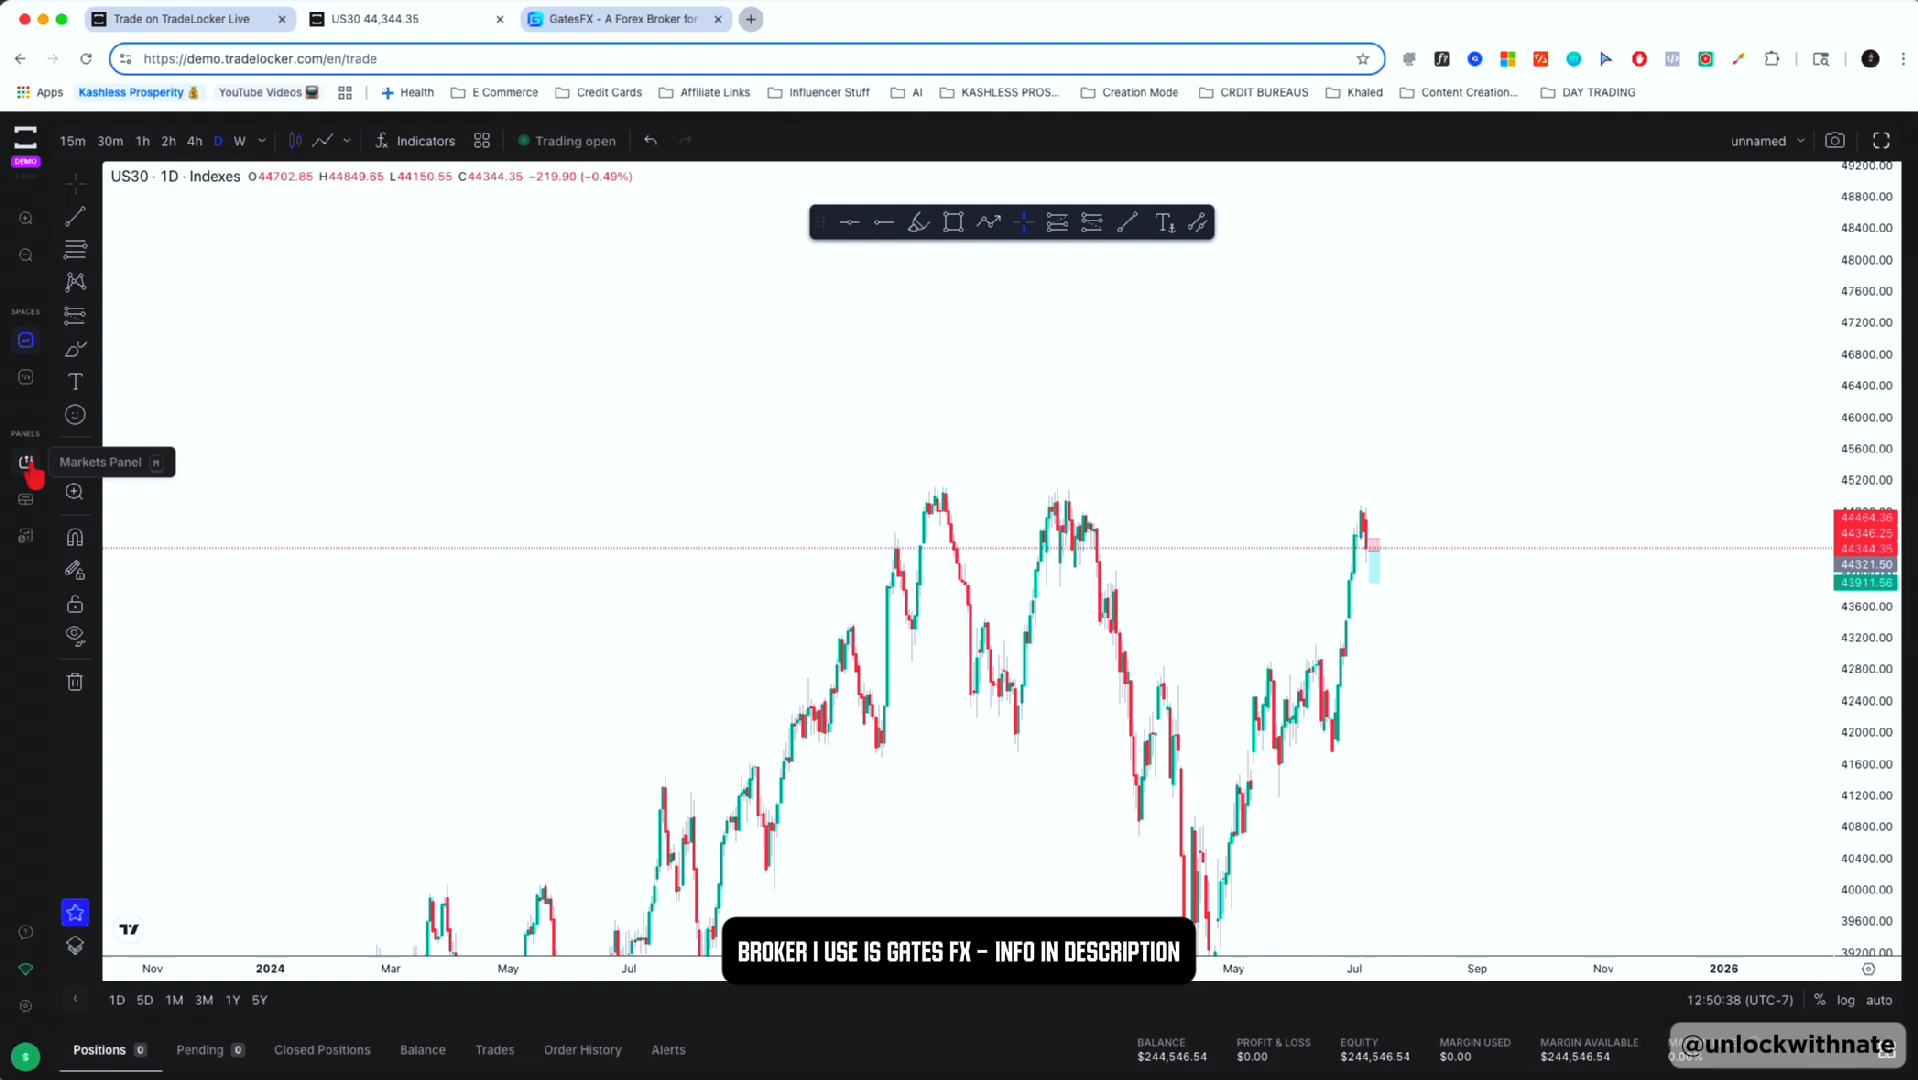 Trade on TradeLocker Live
US30 44,344.35
GatesFX - A Forex Broker for
https://demo.tradelocker.com/en/trade
Apps
Kashless Prosperity
YouTube Videos
Health
E Commerce
Credit Cards
Affiliate Links
Influencer Stuff
AI
KASHLESS PROS...
Creation Mode
CRDIT BUREAUS
Khaled
Content Creation...
DAY TRADING
DEMO
15m 30m 1h 2h 4h D W
Indicators
Trading open
unnamed
US30 · 1D · Indexes O44702.85 H44849.65 L44150.55 C44344.35 −219.90 (−0.49%)
SPACES
PANELS
Markets Panel M
49200.00
48800.00
48400.00
48000.00
47600.00
47200.00
46800.00
46400.00
46000.00
45600.00
45200.00
44464.36
44346.25
44344.35
44321.50
43911.56
43600.00
43200.00
42800.00
42400.00
42000.00
41600.00
41200.00
40800.00
40400.00
40000.00
39600.00
39200.00
BROKER I USE IS GATES FX - INFO IN DESCRIPTION
Nov 2024 Mar May Jul May Jul Sep Nov 2026
1D 5D 1M 3M 1Y 5Y
12:50:38 (UTC-7) % log auto
Positions 0
Pending 0
Closed Positions
Balance
Trades
Order History
Alerts
BALANCE
$244,546.54
PROFIT & LOSS
$0.00
EQUITY
$244,546.54
MARGIN USED
$0.00
MARGIN AVAILABLE
$244,546.54
@unlockwithnate